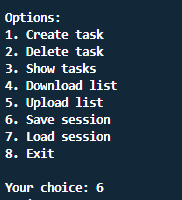 Options:
1. Create task
2. Delete task
3. Show tasks
4. Download list
5. Upload list
6. Save session
7. Load session
8. Exit
Your choice: 6